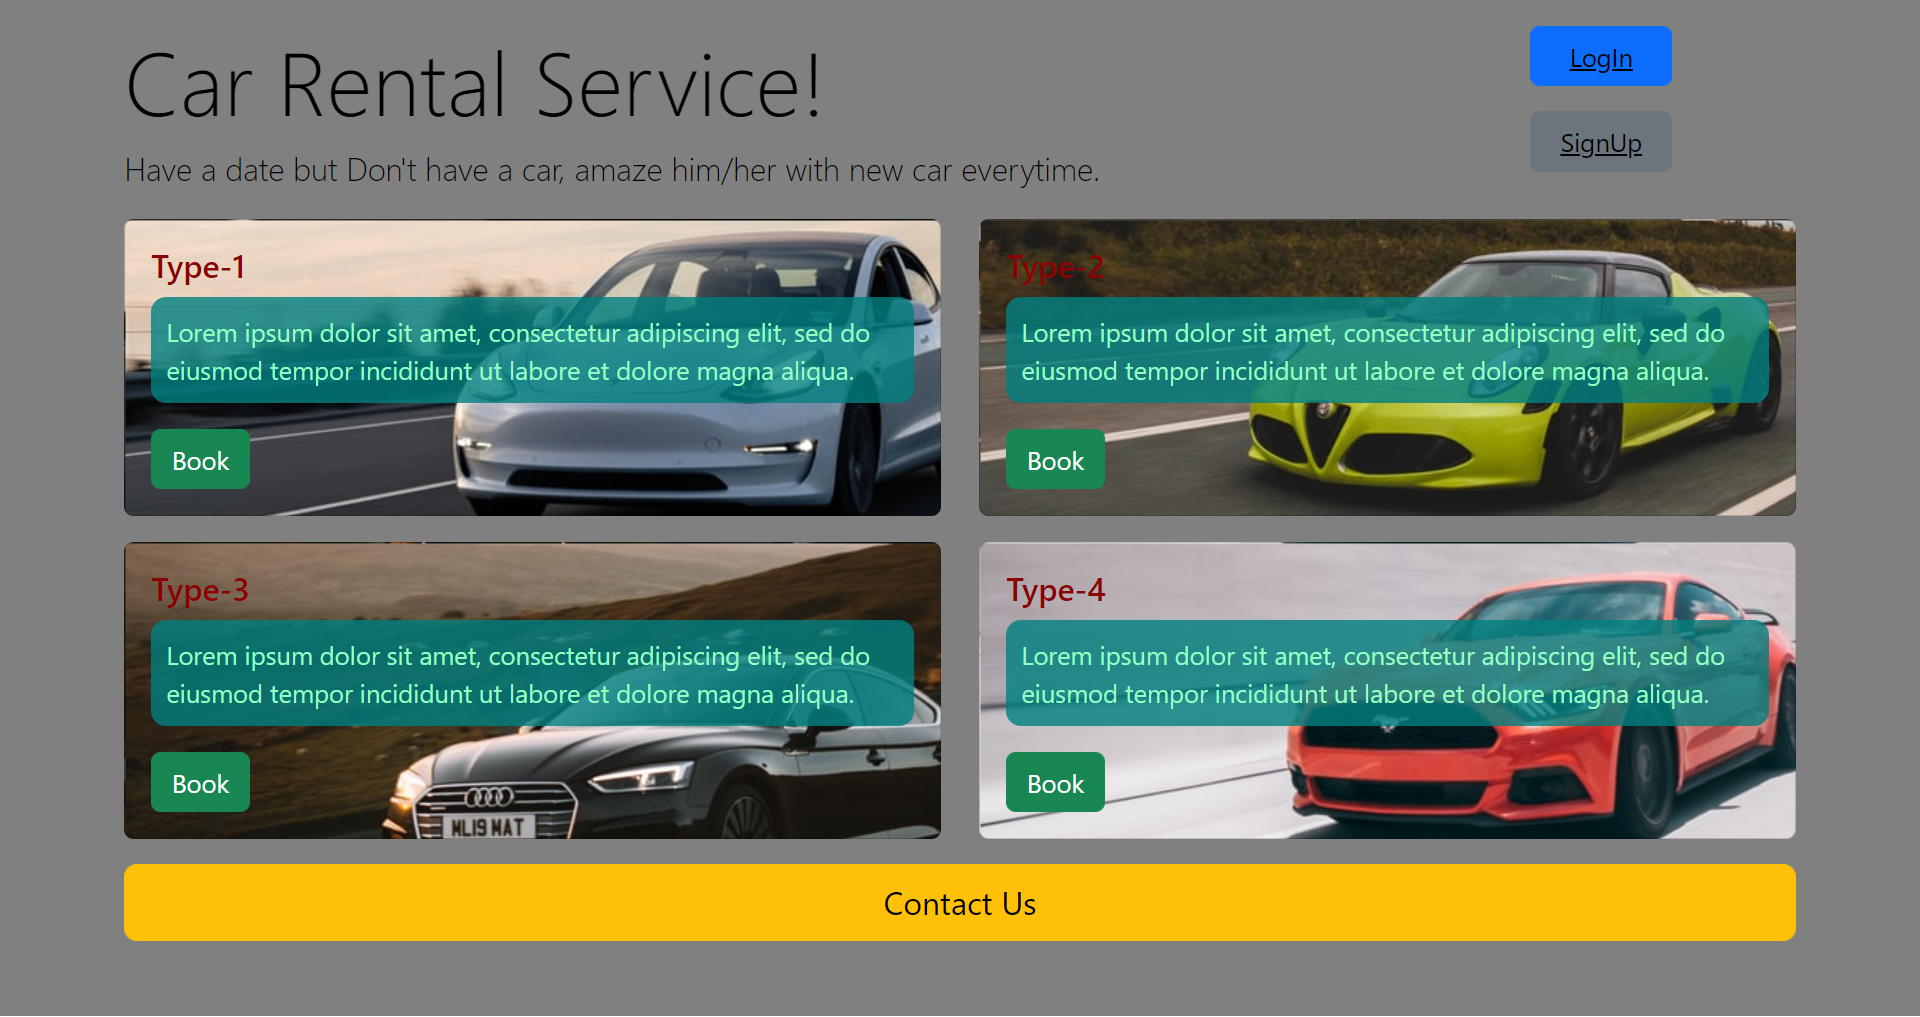 Car Rental Service!
LogIn
SignUp
Have a date but Don't have a car, amaze him/her with new car everytime.
Type-1
Lorem ipsum dolor sit amet, consectetur adipiscing elit, sed do
eiusmod tempor incididunt ut labore et dolore magna aliqua.
Book
Type-2
Lorem ipsum dolor sit amet, consectetur adipiscing elit, sed do
eiusmod tempor incididunt ut labore et dolore magna aliqua.
Book
Type-3
Lorem ipsum dolor sit amet, consectetur adipiscing elit, sed do
eiusmod tempor incididunt ut labore et dolore magna aliqua.
Book
ML19 MAT
Type-4
Lorem ipsum dolor sit amet, consectetur adipiscing elit, sed do
eiusmod tempor incididunt ut labore et dolore magna aliqua.
Book
Contact Us